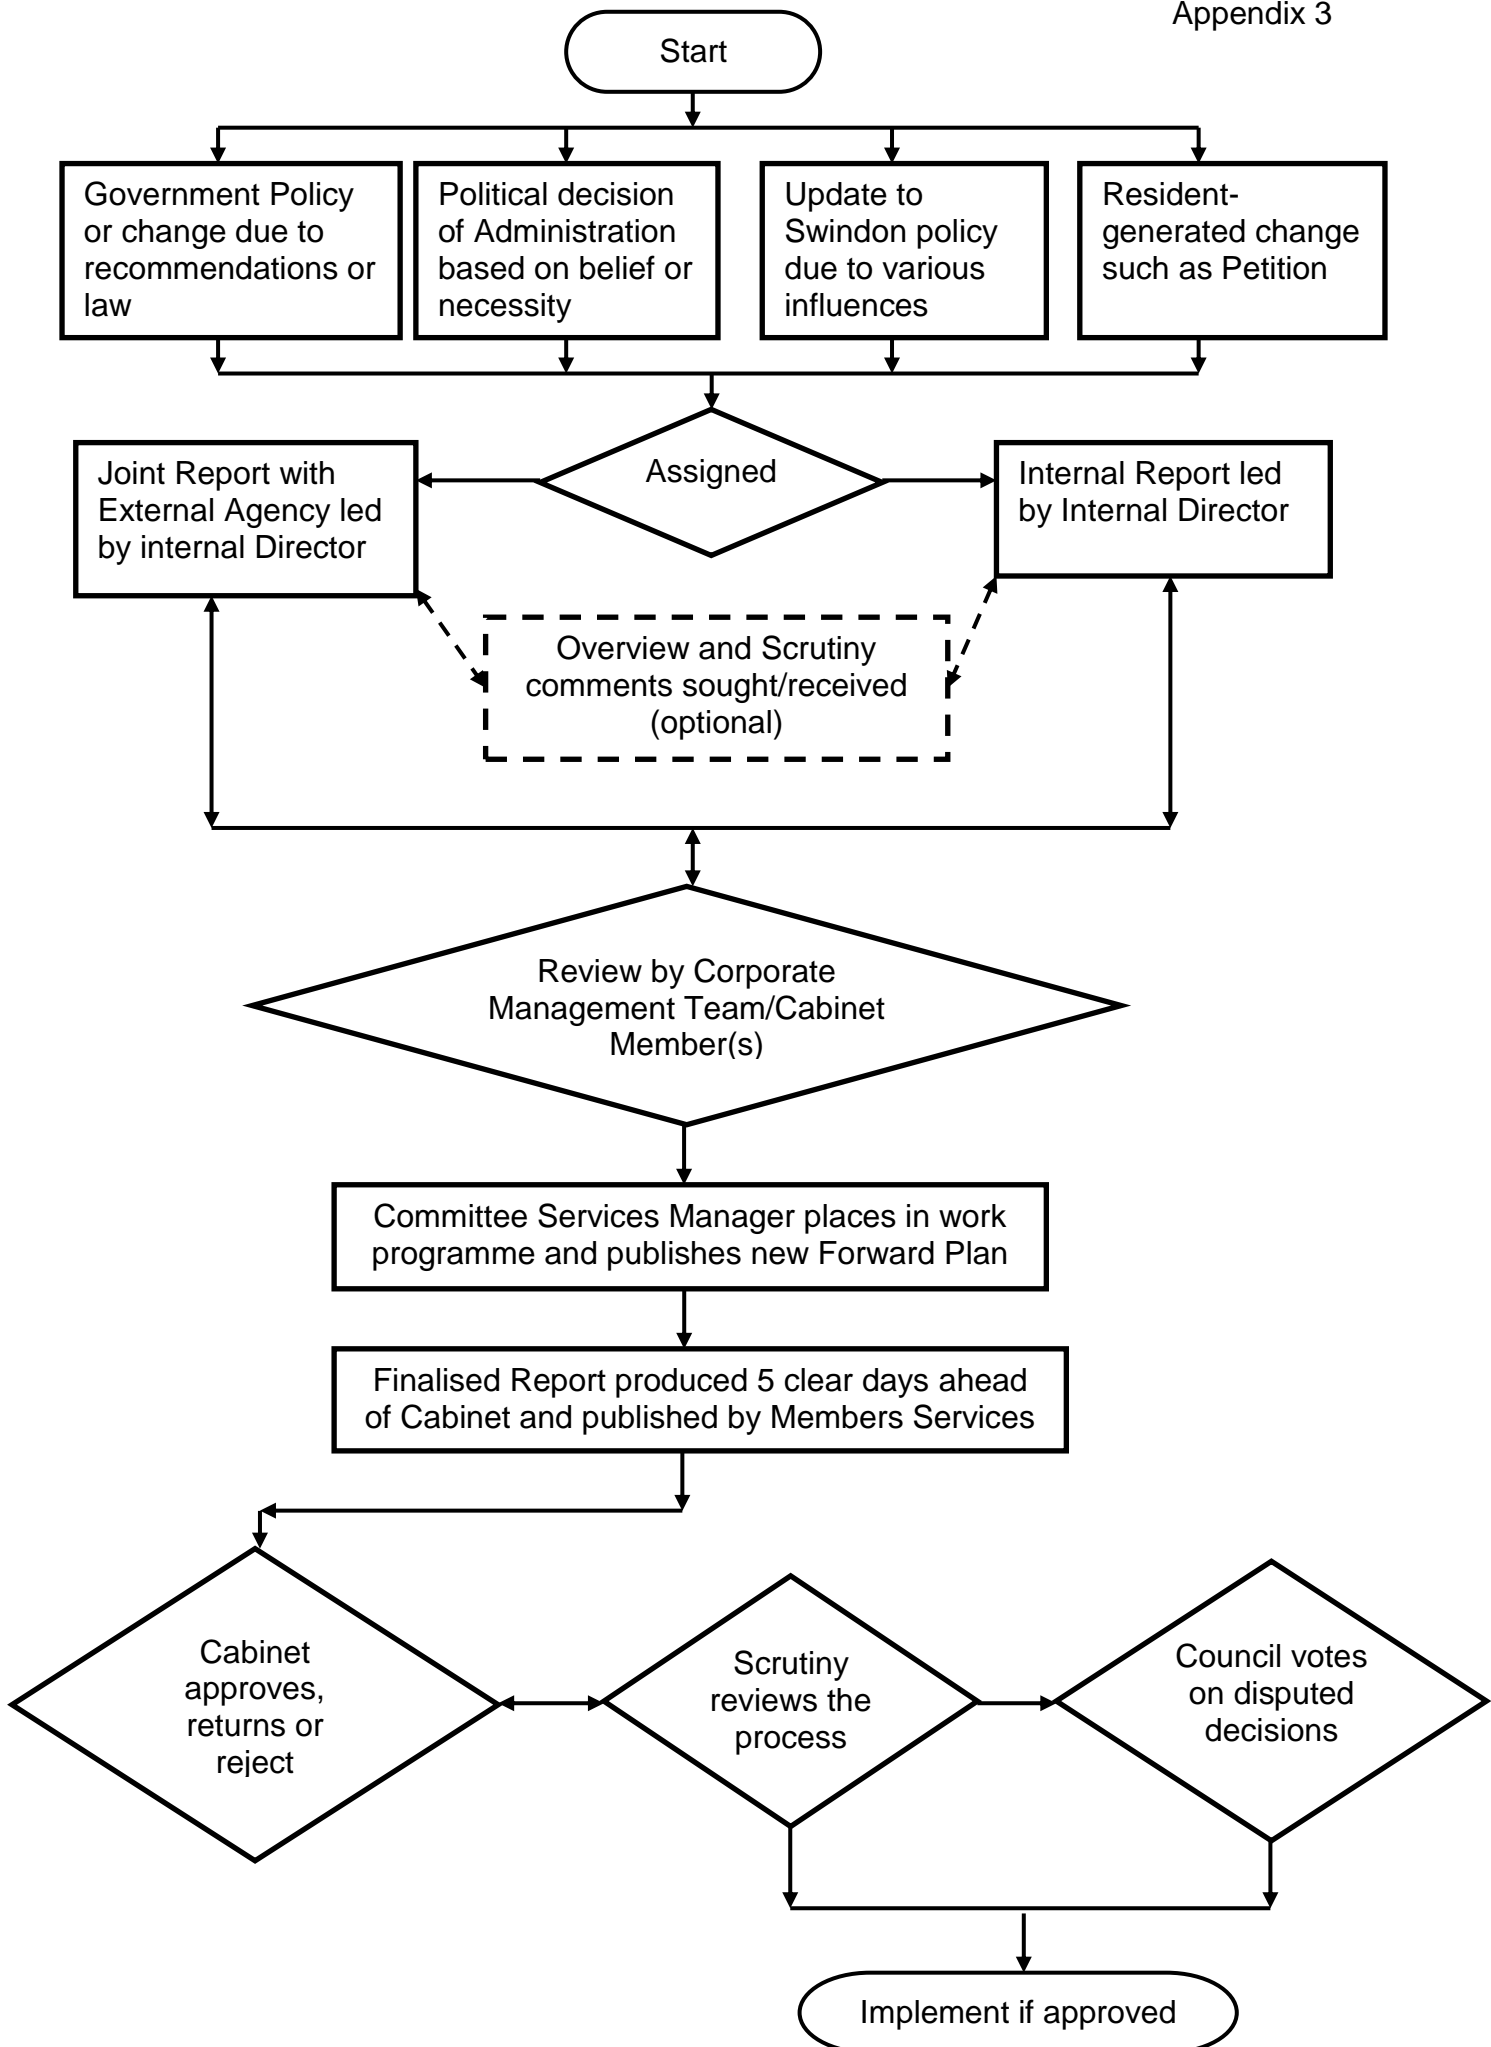 Appendix 3
Start
Government Policy
or change due to
recommendations or
law
Political decision
of Administration
based on belief or
necessity
Update to
Swindon policy
due to various
influences
Resident-
generated change
such as Petition
Joint Report with
External Agency led
by internal Director
Assigned
Internal Report led
by Internal Director
Overview and Scrutiny
comments sought/received
(optional)
Review by Corporate
Management Team/Cabinet
Member(s)
Committee Services Manager places in work
programme and publishes new Forward Plan
Finalised Report produced 5 clear days ahead
of Cabinet and published by Members Services
Cabinet
approves,
returns or
reject
Scrutiny
reviews the
process
Council votes
on disputed
decisions
Implement if approved